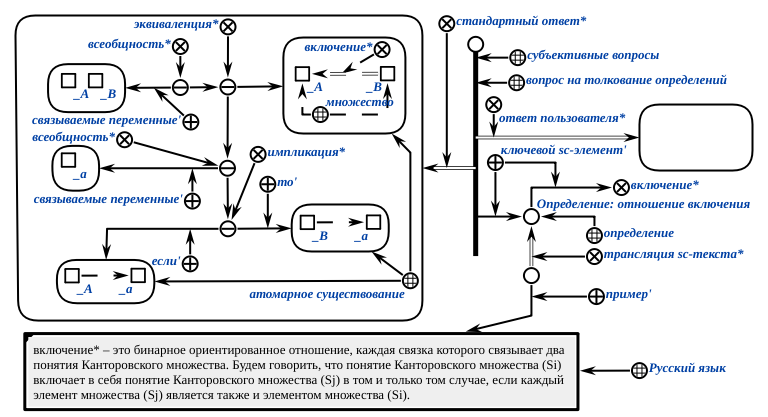 эквиваленция*
стандартный ответ*
всеобщность*
включение*
субъективные вопросы
_A
_B
_A
_B
вопрос на толкование определений
множество
связываемые переменные'
ответ пользователя*
всеобщность*
импликация*
ключевой sc-element'
_a
то'
включение*
связываемые переменные'
Определение: отношение включения
_B
_a
определение
если'
трансляция sc-текста*
_A
_a
атомарное существование
пример'
включение* – это бинарное ориентированное отношение, каждая связка которого связывает два
понятия Канторовского множества. Будем говорить, что понятие Канторовского множества (Si)
включает в себя понятие Канторовского множества (Sj) в том и только том случае, если каждый
элемент множества (Sj) является также и элементом множества (Si).
Русский язык